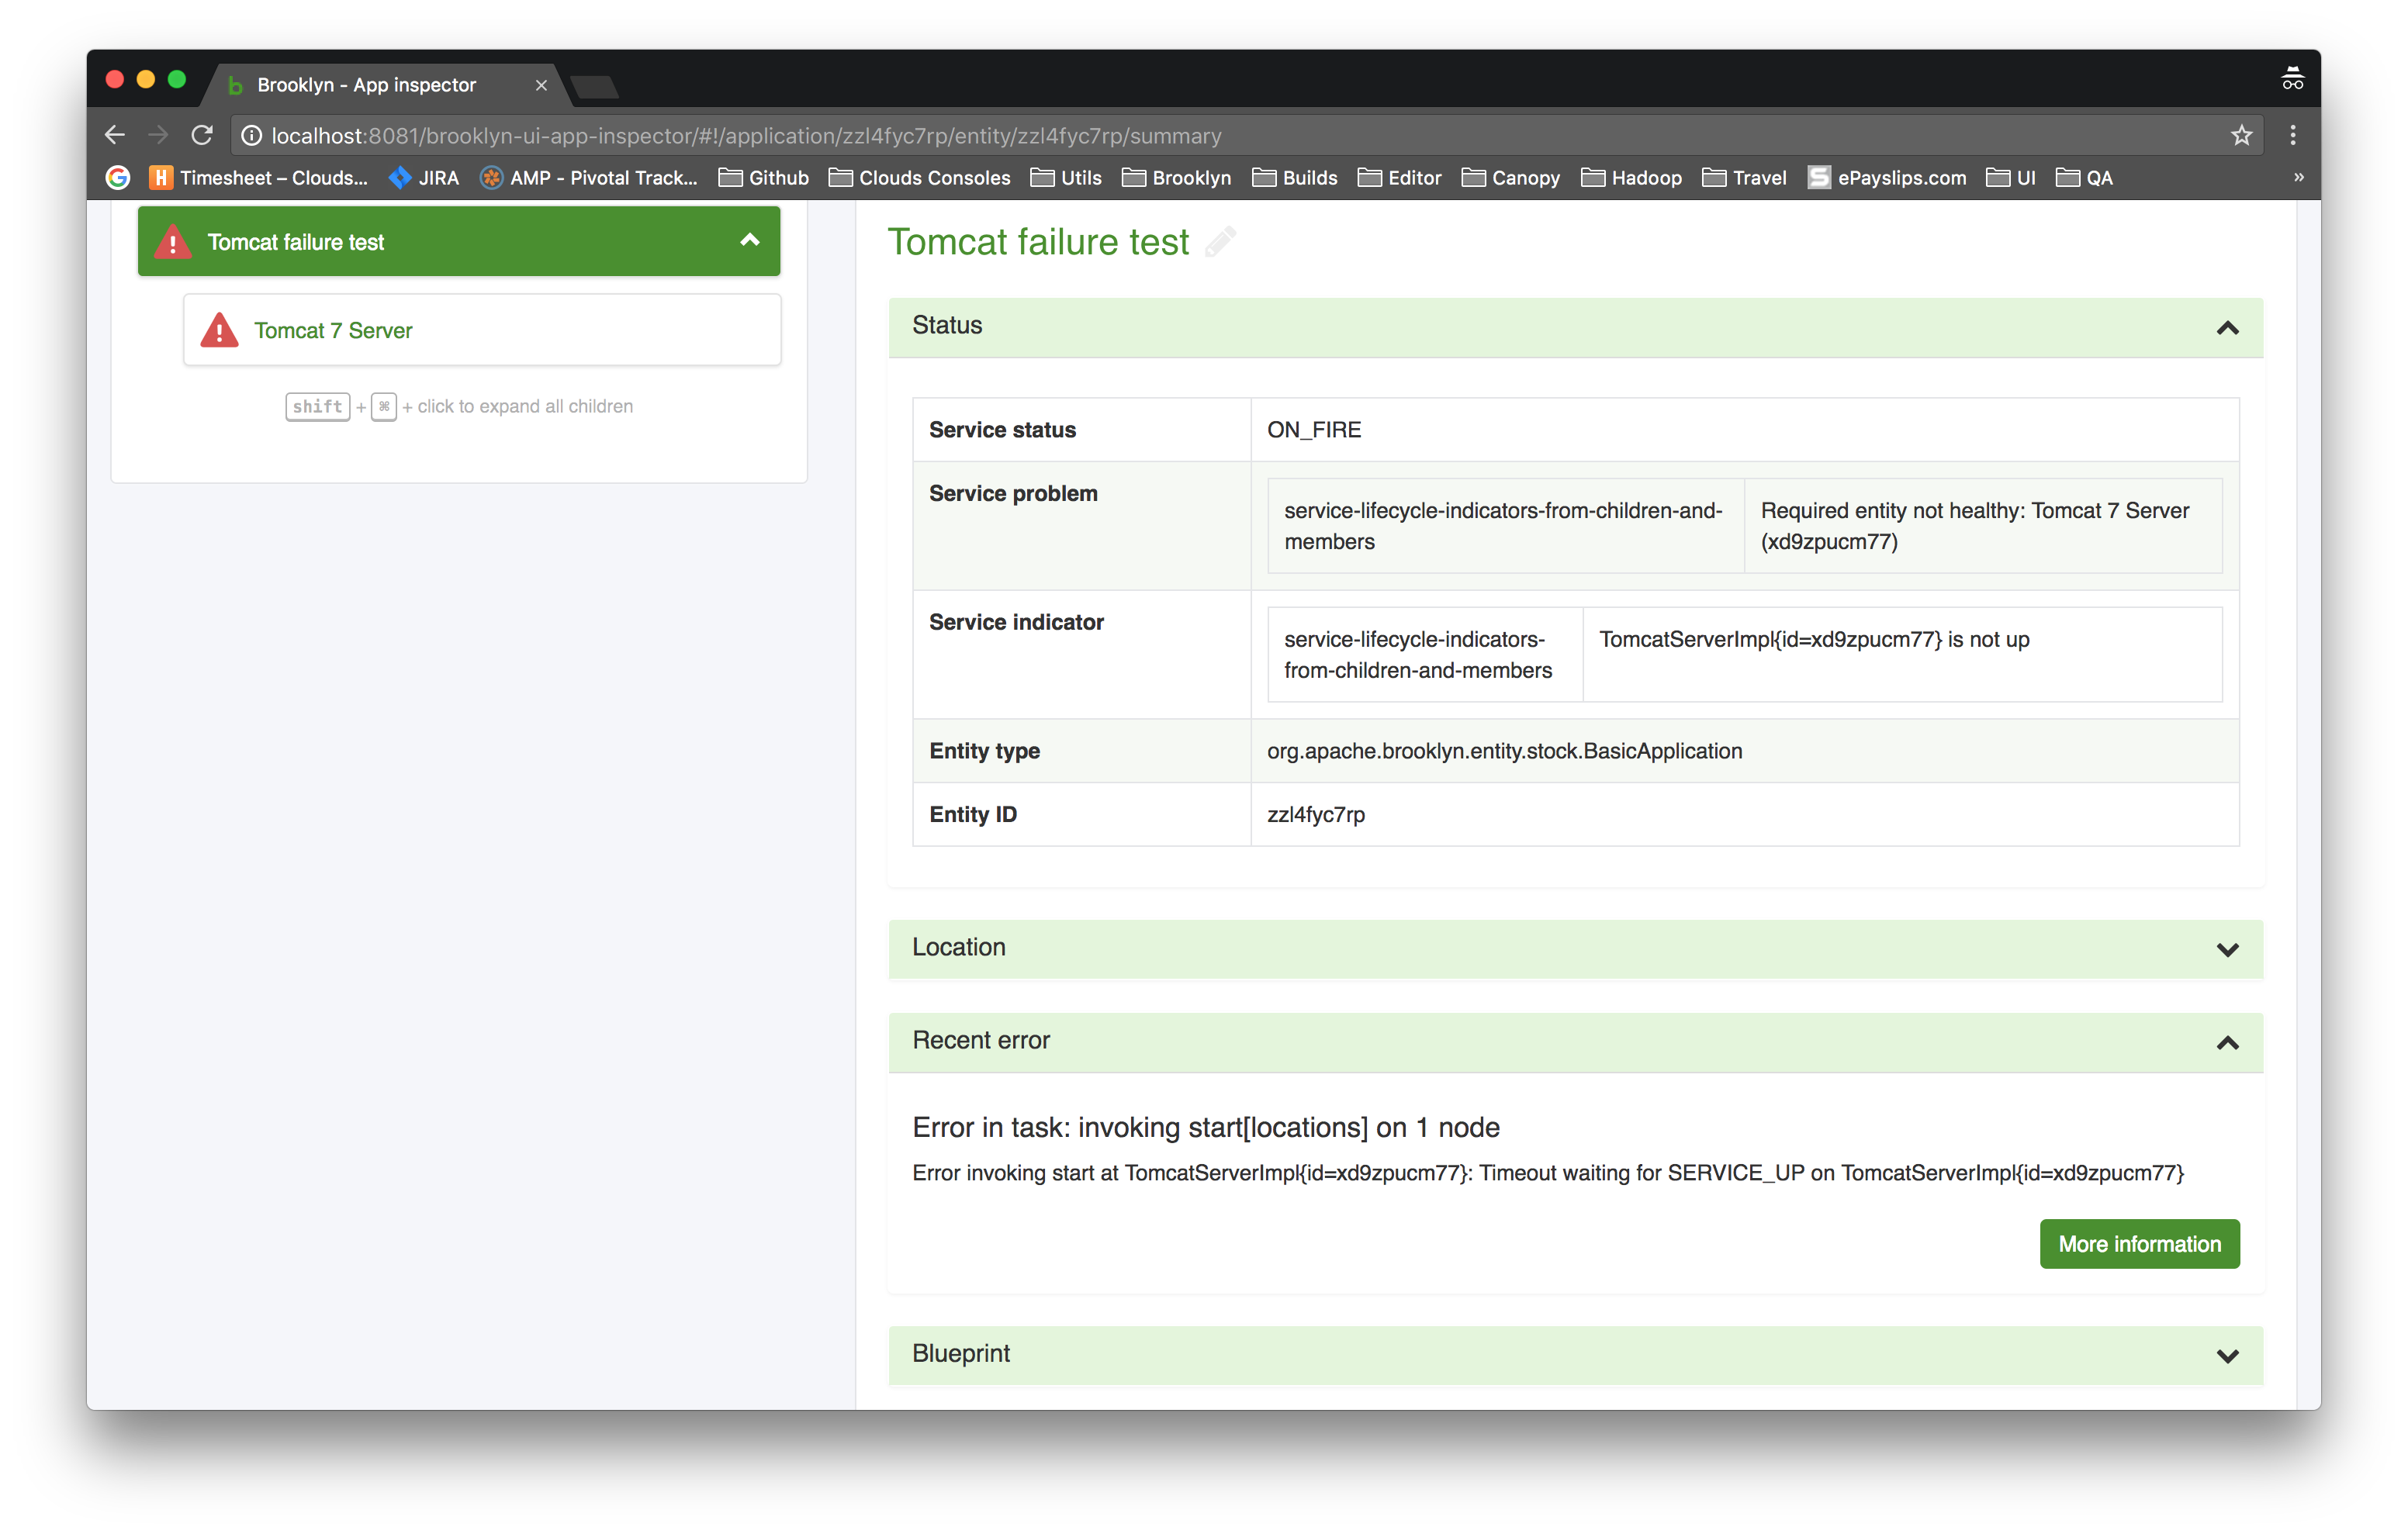 Brooklyn - App inspector
localhost:8081/brooklyn-ui-app-inspector/#!/application/zzl4fyc7rp/entity/zzl4fyc7rp/summary
Timesheet – Clouds... JIRA AMP - Pivotal Track... Github Clouds Consoles Utils Brooklyn Builds Editor Canopy Hadoop Travel ePayslips.com UI QA »
Tomcat failure test
Tomcat 7 Server
shift + ⌘ + click to expand all children
Tomcat failure test
Status
Service status ON_FIRE
Service problem service-lifecycle-indicators-from-children-and- Required entity not healthy: Tomcat 7 Server
members (xd9zpucm77)
Service indicator service-lifecycle-indicators- TomcatServerImpl{id=xd9zpucm77} is not up
from-children-and-members
Entity type org.apache.brooklyn.entity.stock.BasicApplication
Entity ID zzl4fyc7rp
Location
Recent error
Error in task: invoking start[locations] on 1 node
Error invoking start at TomcatServerImpl{id=xd9zpucm77}: Timeout waiting for SERVICE_UP on TomcatServerImpl{id=xd9zpucm77}
More information
Blueprint